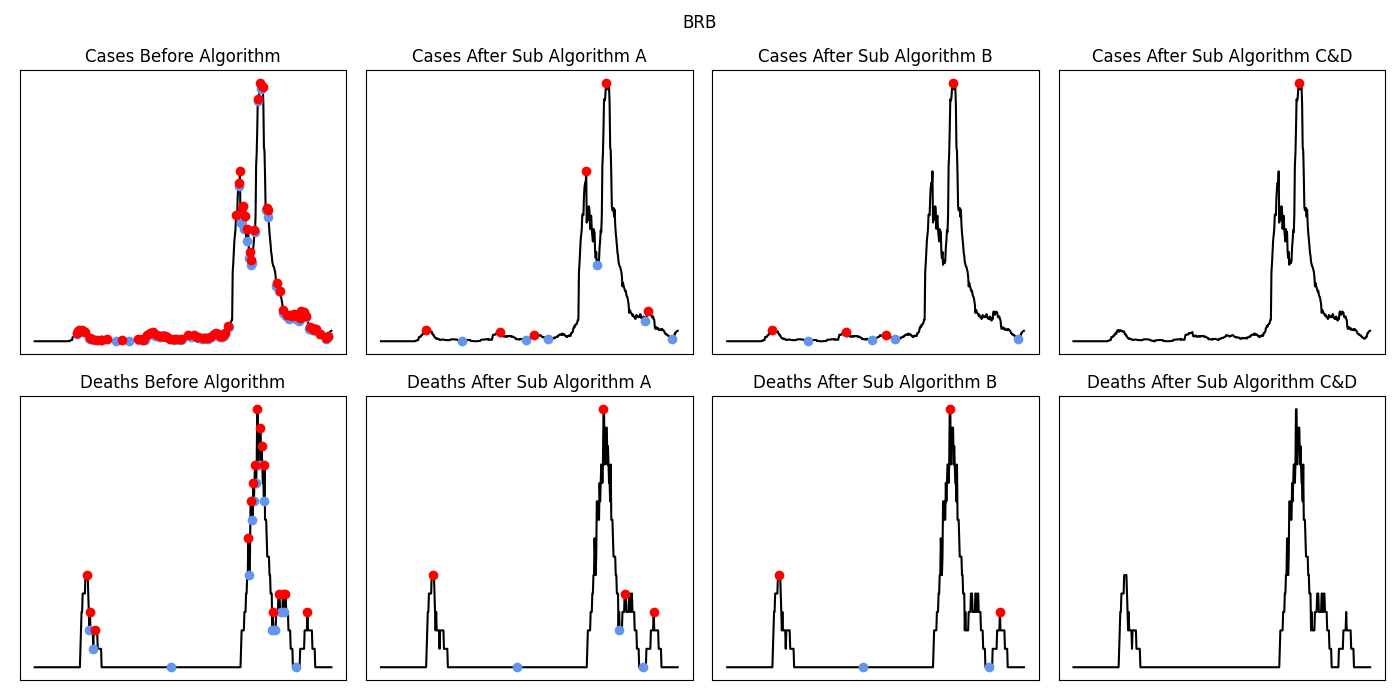 BRB
Cases Before Algorithm
Cases After Sub Algorithm A
Cases After Sub Algorithm B
Cases After Sub Algorithm C&D
Deaths Before Algorithm
Deaths After Sub Algorithm A
Deaths After Sub Algorithm B
Deaths After Sub Algorithm C&D